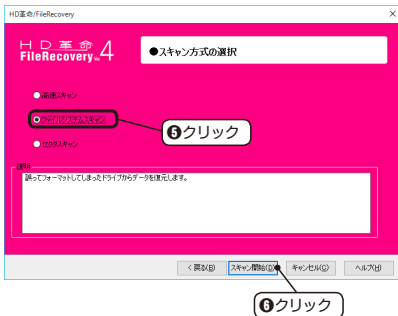 HD革命/FileRecovery
HD革命
FileRecovery Ver.4
●スキャン方式の選択
高速スキャン
ファイルシステムスキャン
❺クリック
セクタスキャン
説明
誤ってフォーマットしてしまったドライブからデータを復元します。
< 戻る(B)
スキャン開始(D)
キャンセル(C)
ヘルプ(H)
❻クリック